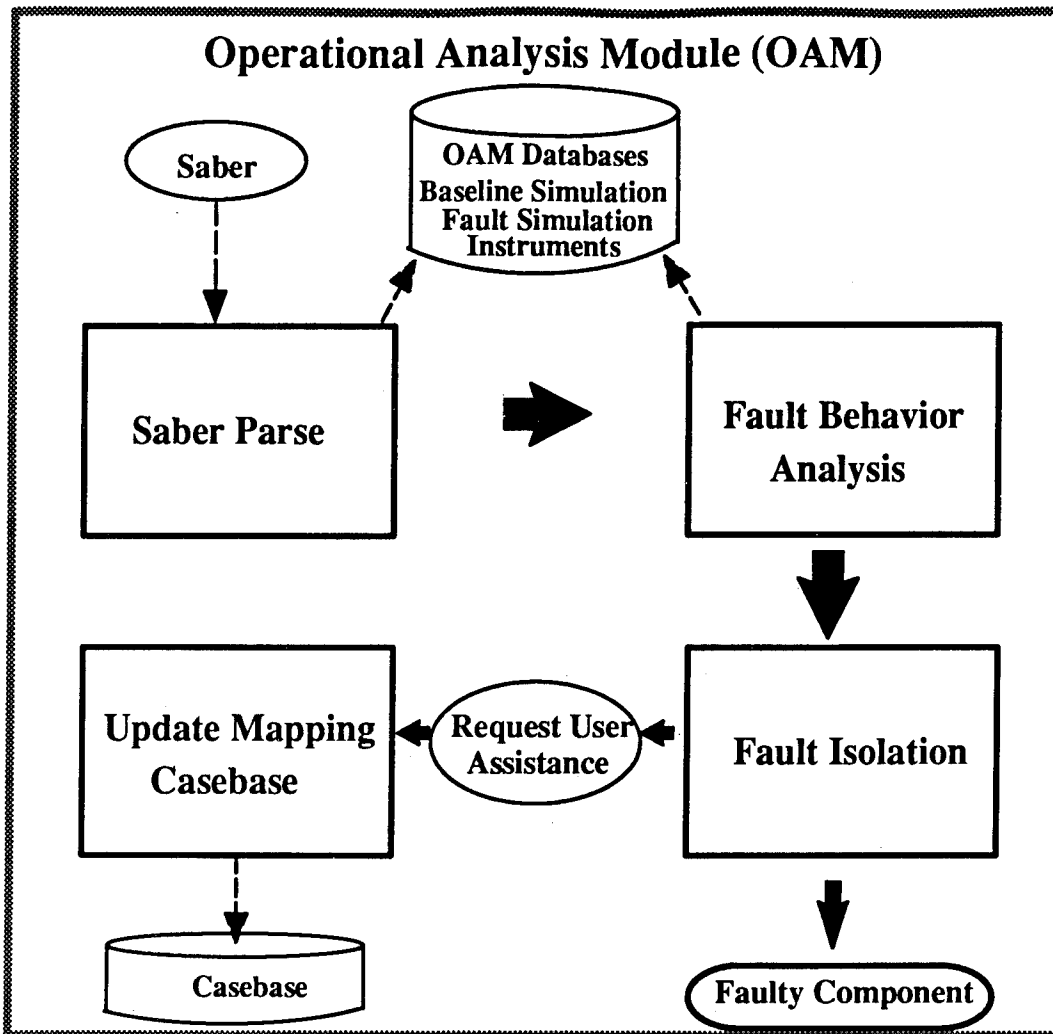 Operational Analysis Module (OAM)
Saber
OAM Databases
Baseline Simulation
Fault Simulation
Instruments
Saber Parse
Fault Behavior
Analysis
Update Mapping
Casebase
Request User
Assistance
Fault Isolation
Casebase
Faulty Component